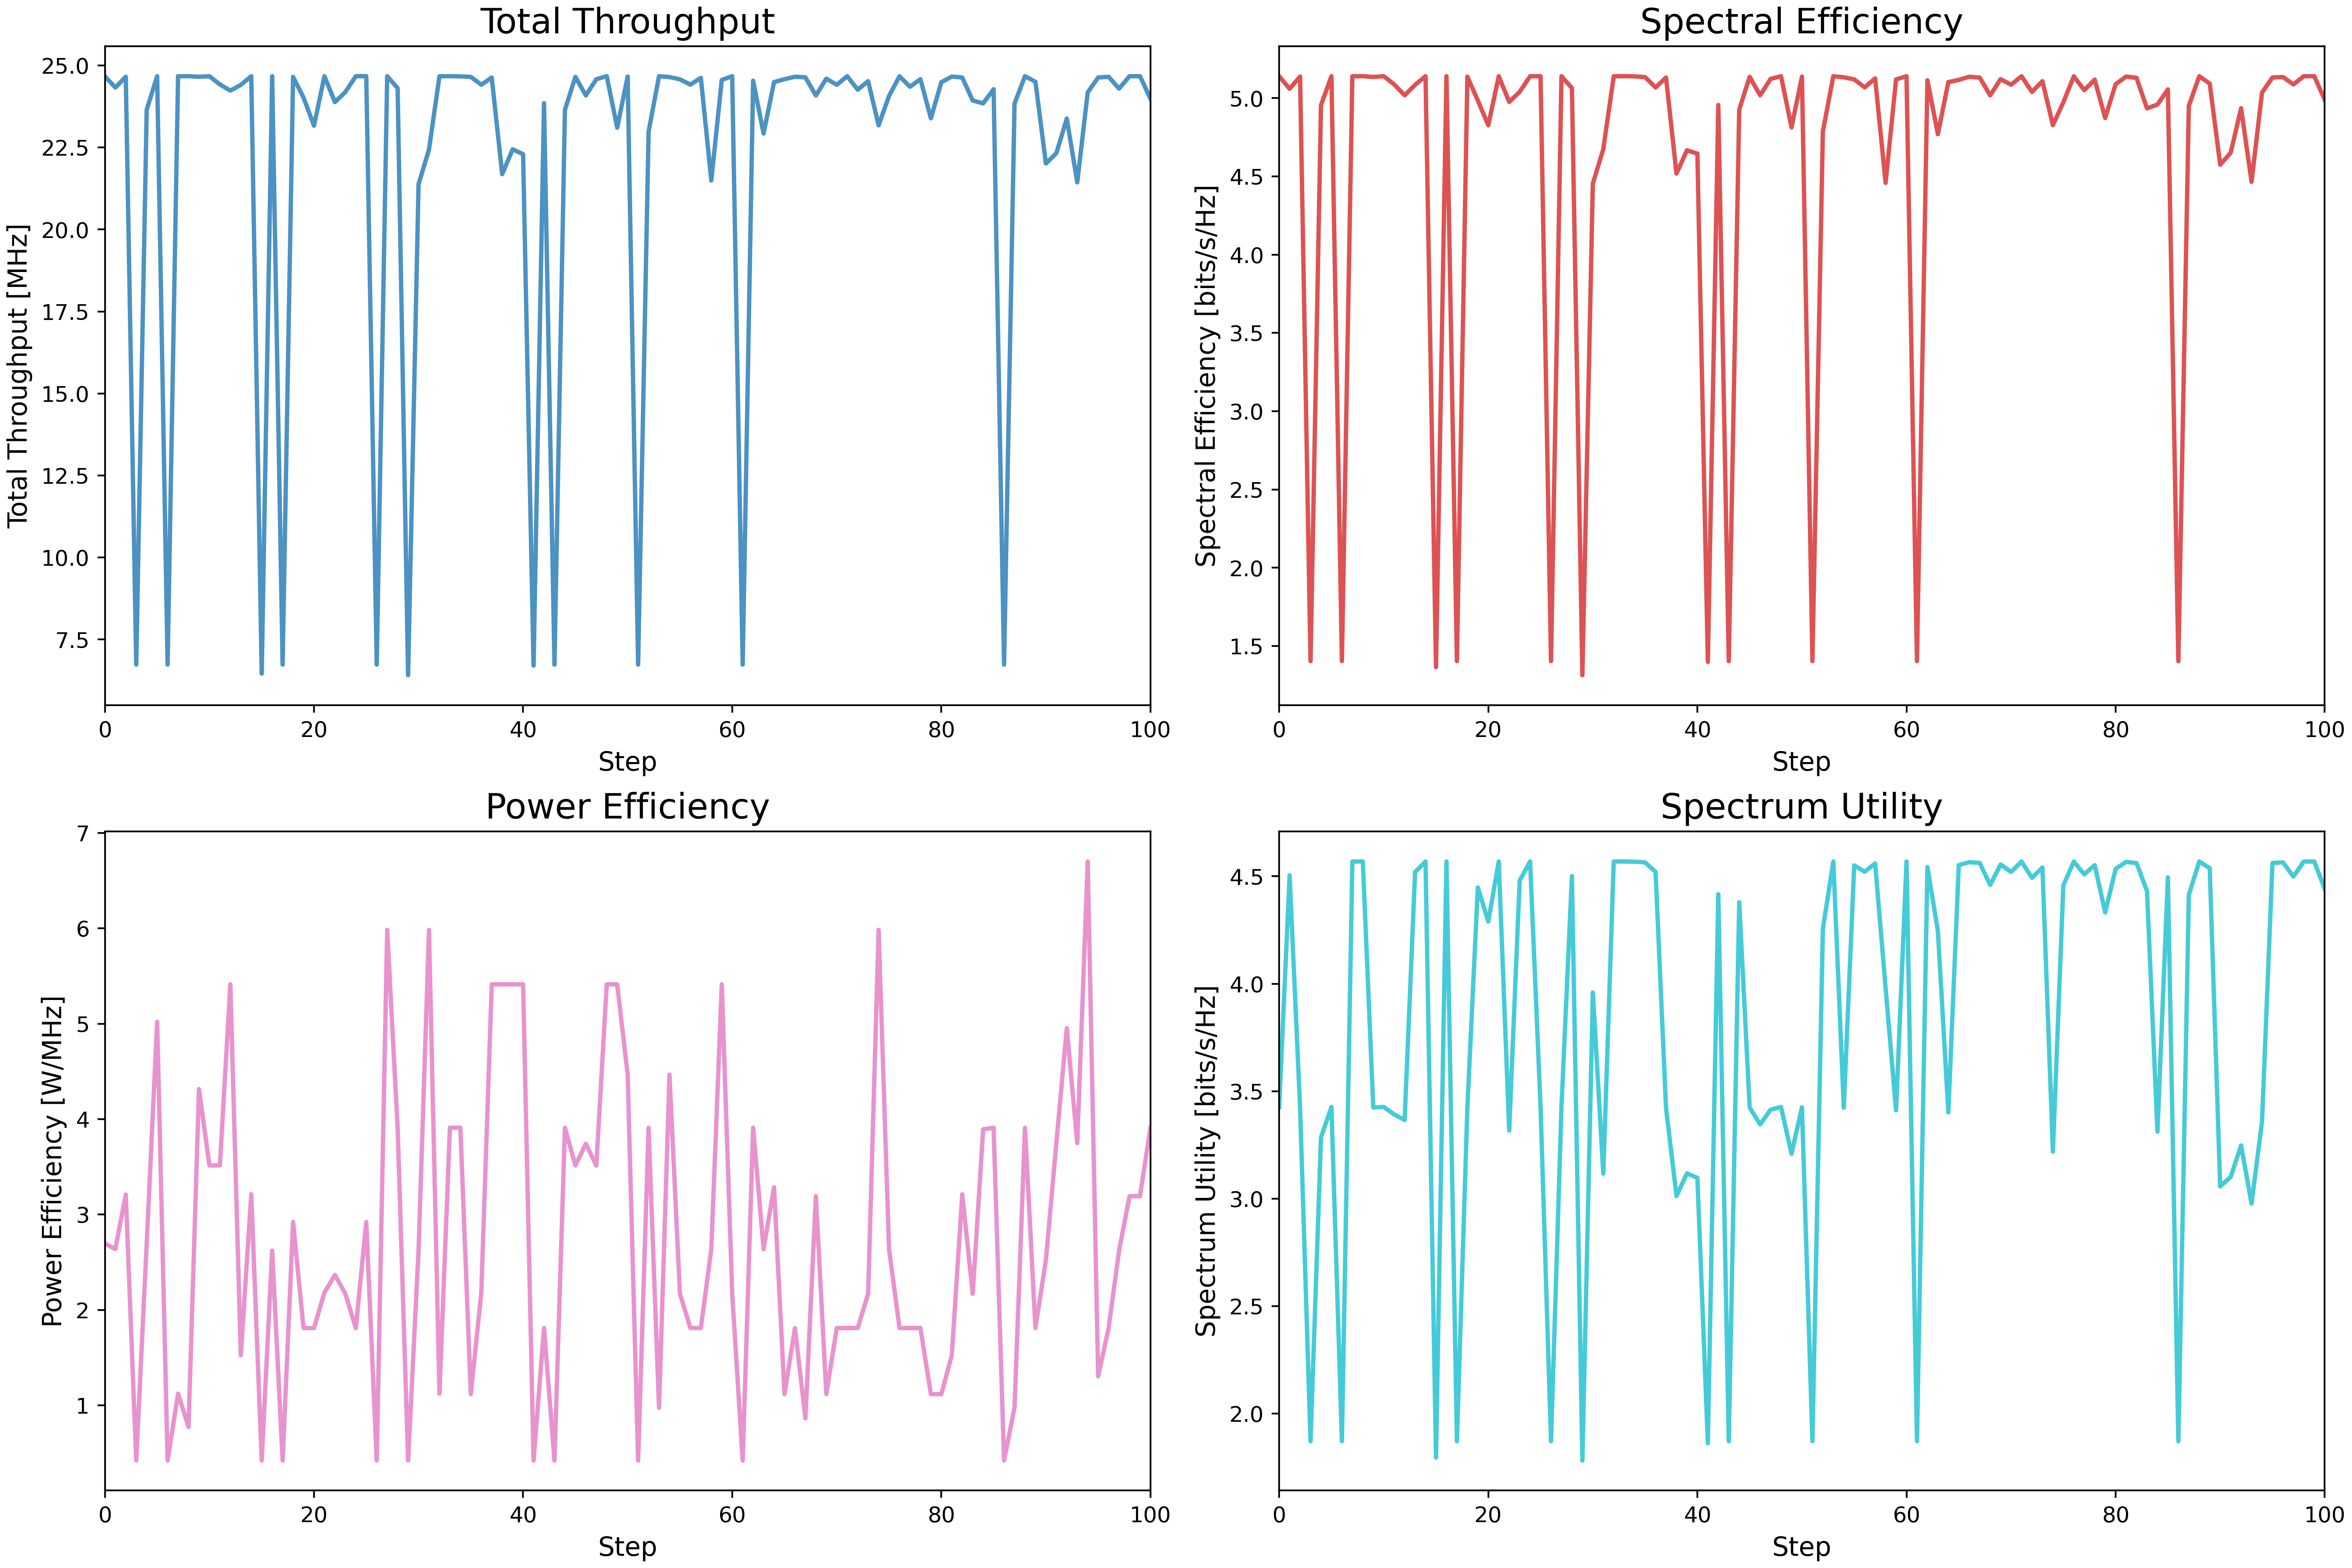 Total Throughput
Total Throughput [MHz]
25.0
22.5
20.0
17.5
15.0
12.5
10.0
7.5
0 20 40 60 80 100
Step
Spectral Efficiency
Spectral Efficiency [bits/s/Hz]
5.0
4.5
4.0
3.5
3.0
2.5
2.0
1.5
0 20 40 60 80 100
Step
Power Efficiency
Power Efficiency [W/MHz]
7
6
5
4
3
2
1
0 20 40 60 80 100
Step
Spectrum Utility
Spectrum Utility [bits/s/Hz]
4.5
4.0
3.5
3.0
2.5
2.0
0 20 40 60 80 100
Step